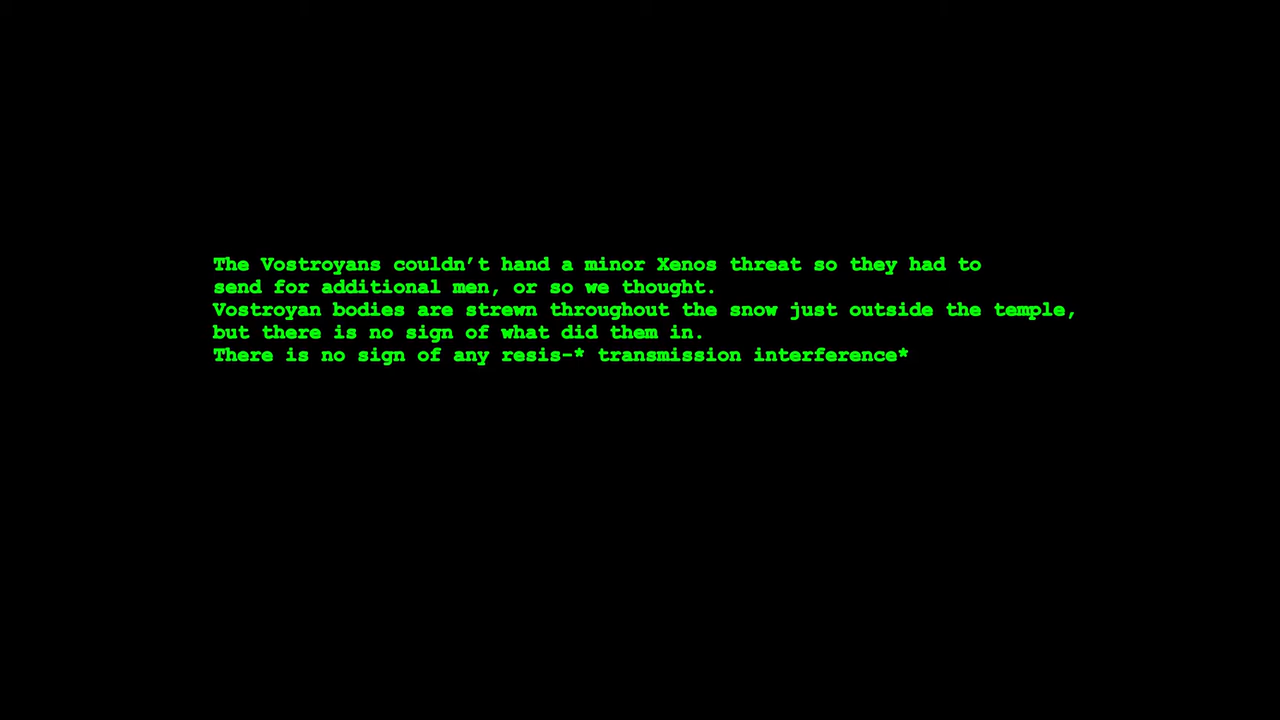 The Vostroyans couldn’t hand a minor Xenos threat so they had to
send for additional men, or so we thought.
Vostroyan bodies are strewn throughout the snow just outside the temple,
but there is no sign of what did them in.
There is no sign of any resis-* transmission interference*